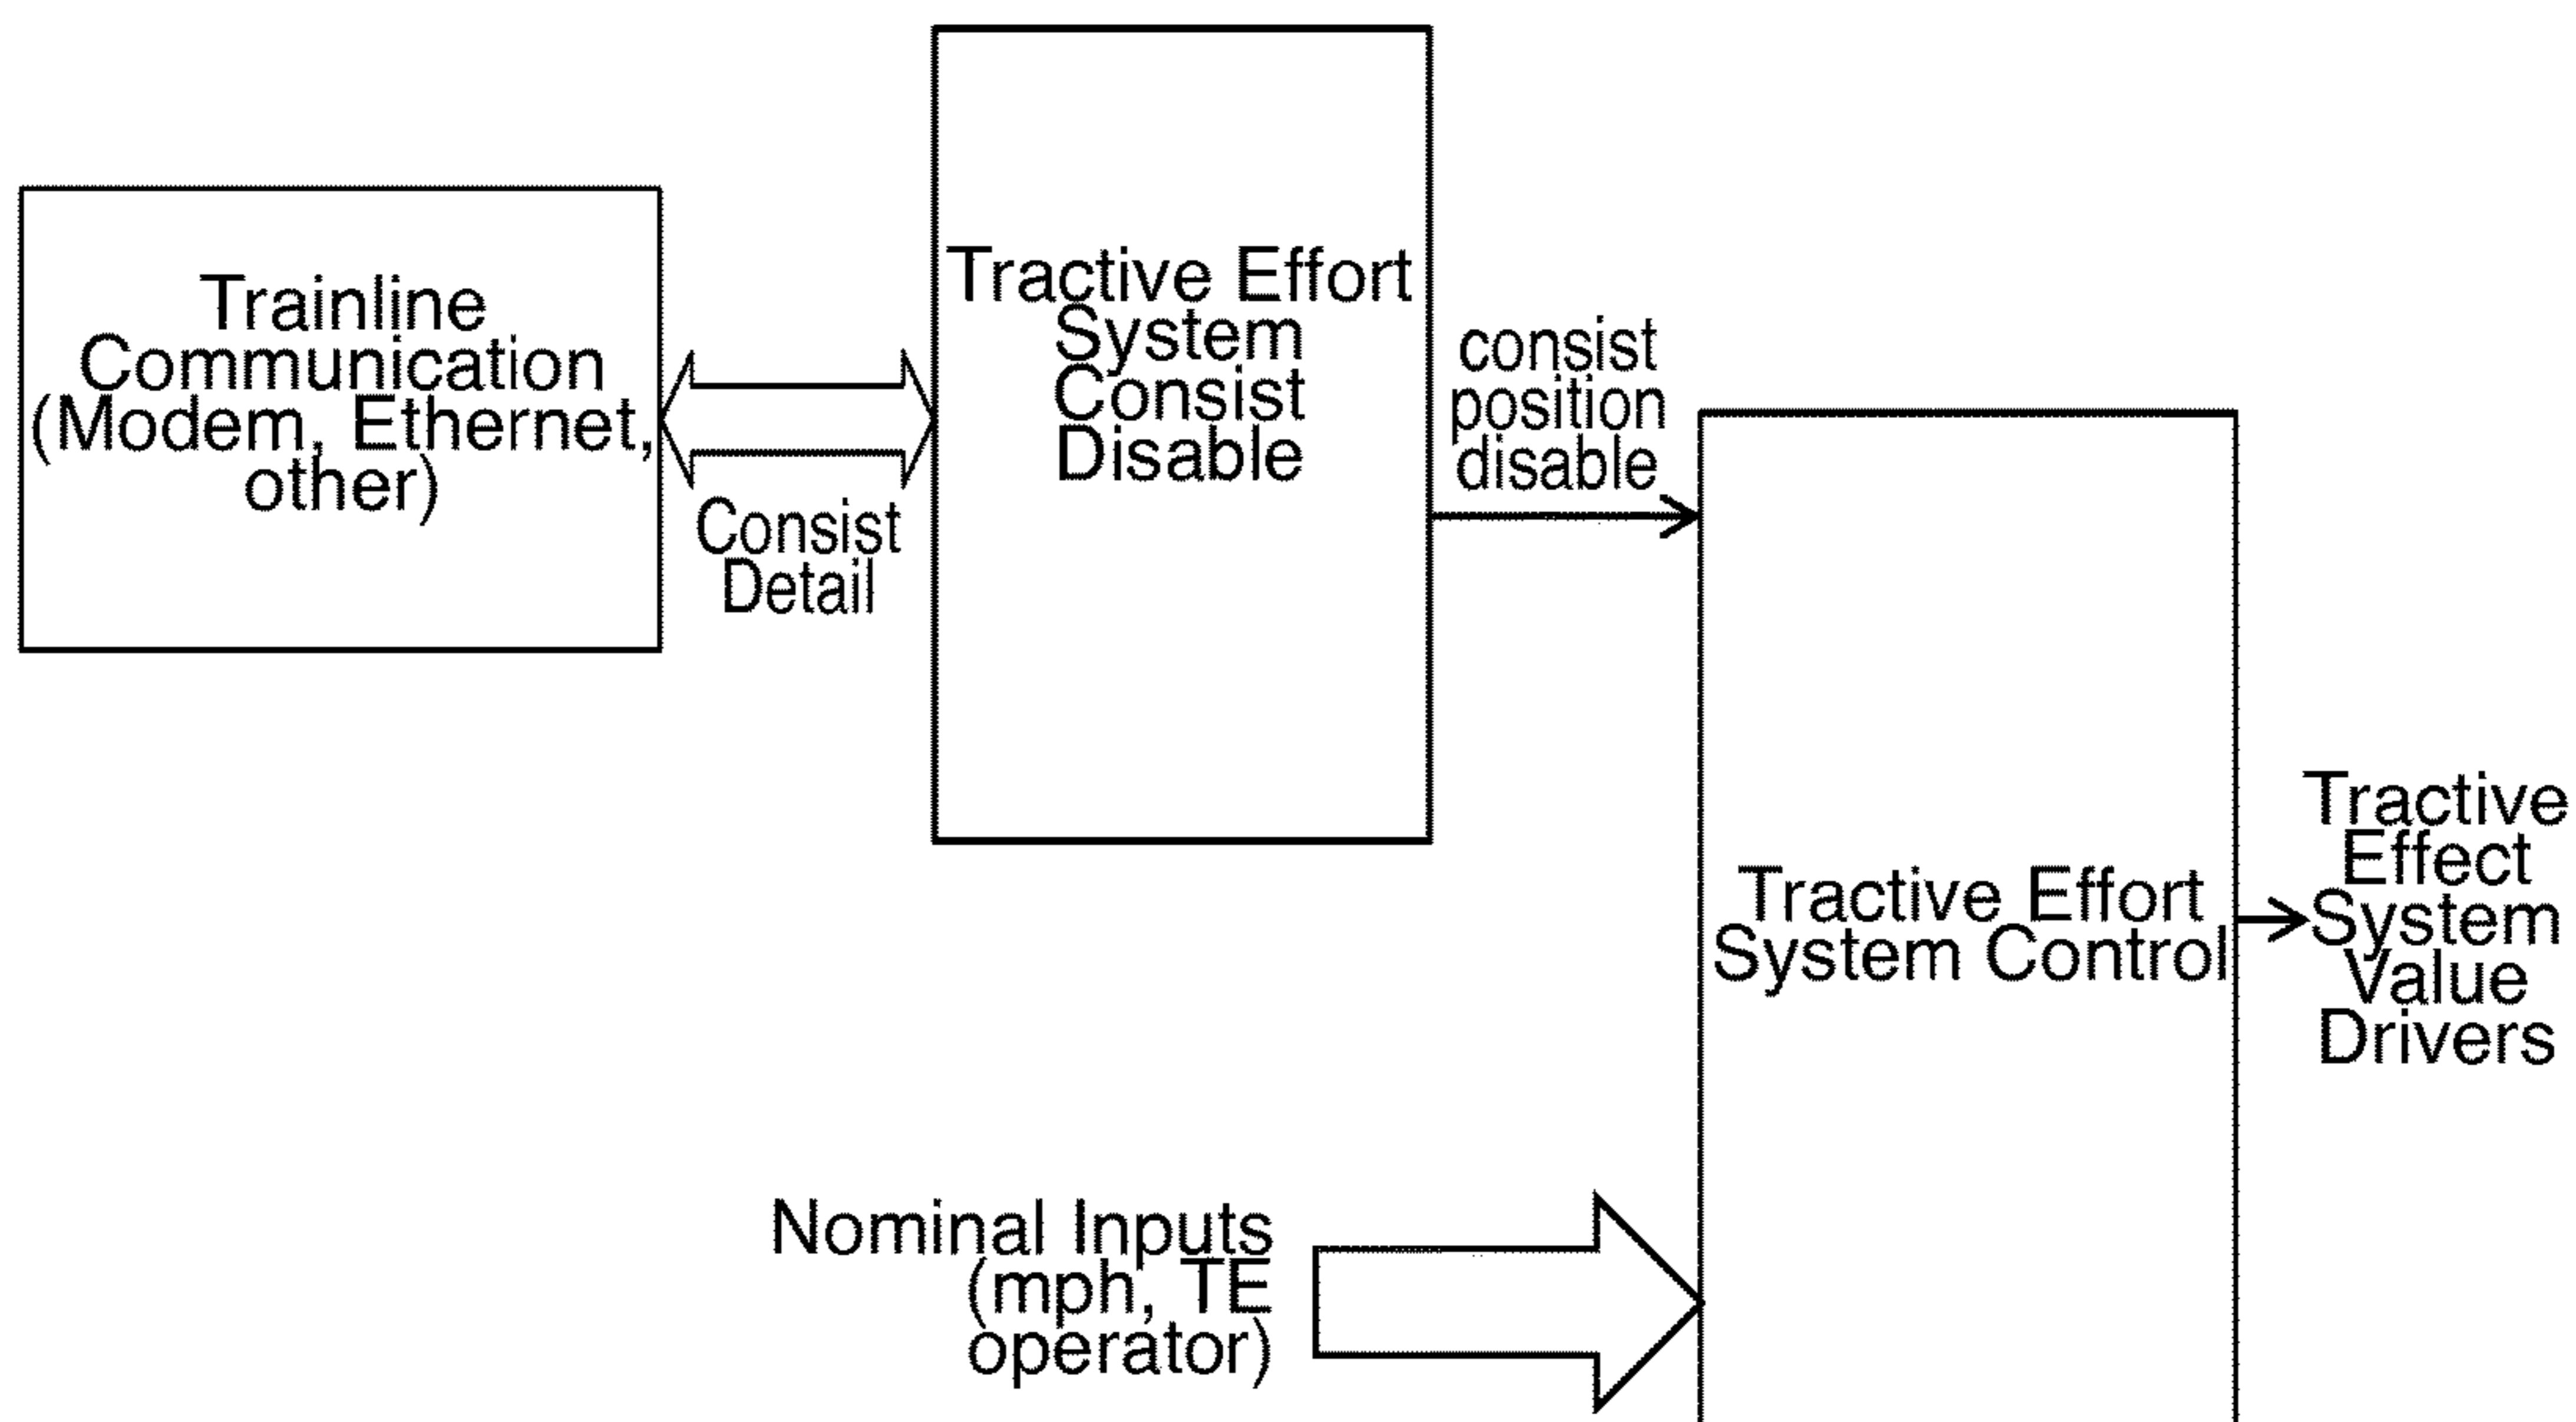 Trainline
Communication
(Modem, Ethernet,
other)
Consist
Detail
Tractive Effort
System
Consist
Disable
consist
position
disable
Tractive Effort
System Control
Tractive
Effect
System
Value
Drivers
Nominal Inputs
(mph, TE
operator)